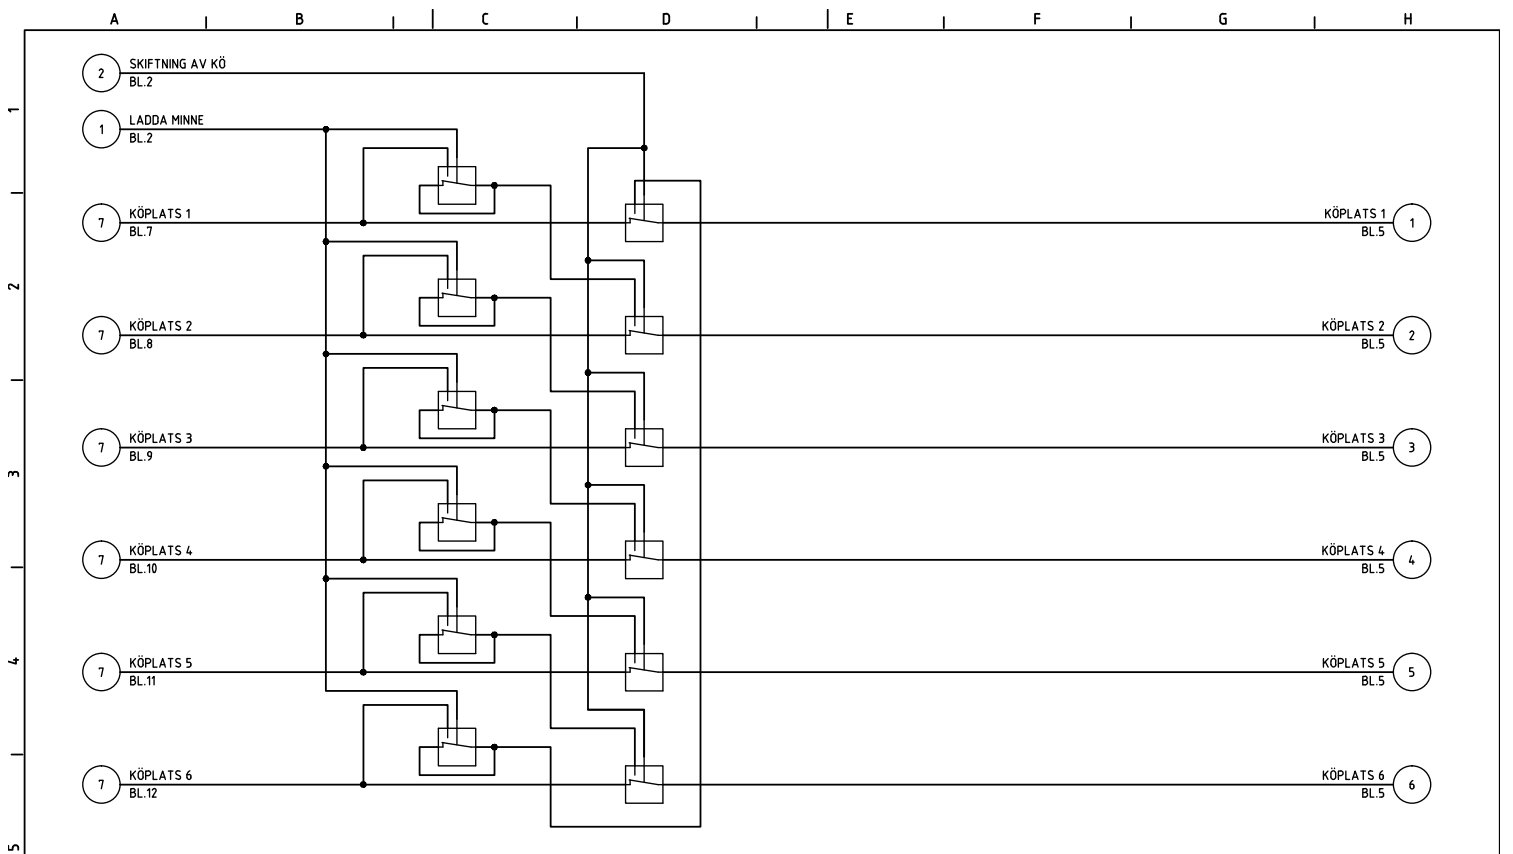 A B C D E F G H
2 SKIFTNING AV KÖ
BL.2
1
1 LADDA MINNE
BL.2
7 KÖPLATS 1
BL.7
KÖPLATS 1 1
BL.5
2
7 KÖPLATS 2
BL.8
KÖPLATS 2 2
BL.5
7 KÖPLATS 3
BL.9
KÖPLATS 3 3
BL.5
3
7 KÖPLATS 4
BL.10
KÖPLATS 4 4
BL.5
4
7 KÖPLATS 5
BL.11
KÖPLATS 5 5
BL.5
7 KÖPLATS 6
BL.12
KÖPLATS 6 6
BL.5
5